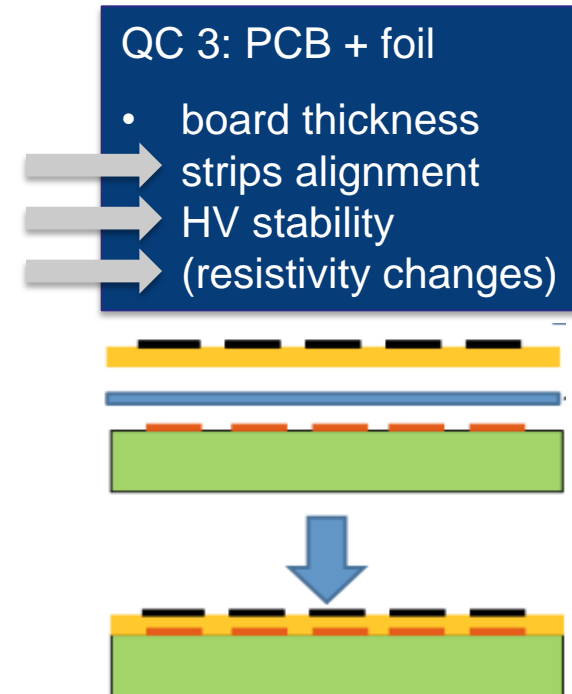 QC 3: PCB + foil
• board thickness
strips alignment
HV stability
(resistivity changes)